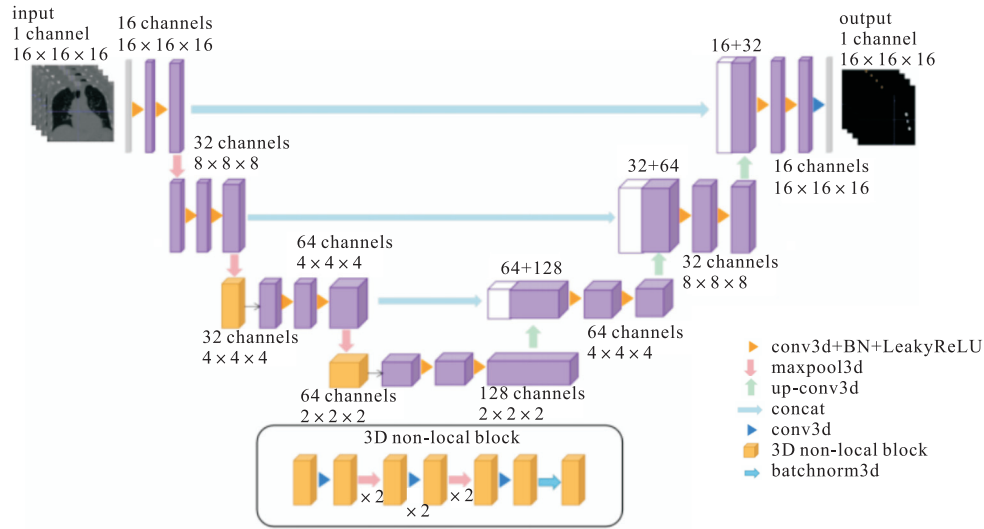 input
1 channel
16 × 16 × 16
16 channels
16 × 16 × 16
output
1 channel
16 × 16 × 16
16+32
32 channels
8 × 8 × 8
32+64
16 channels
16 × 16 × 16
64 channels
4 × 4 × 4
64+128
32 channels
8 × 8 × 8
32 channels
4 × 4 × 4
64 channels
4 × 4 × 4
64 channels
2 × 2 × 2
128 channels
2 × 2 × 2
3D non-local block
× 2
× 2
× 2
conv3d+BN+LeakyReLU
maxpool3d
up-conv3d
concat
conv3d
3D non-local block
batchnorm3d